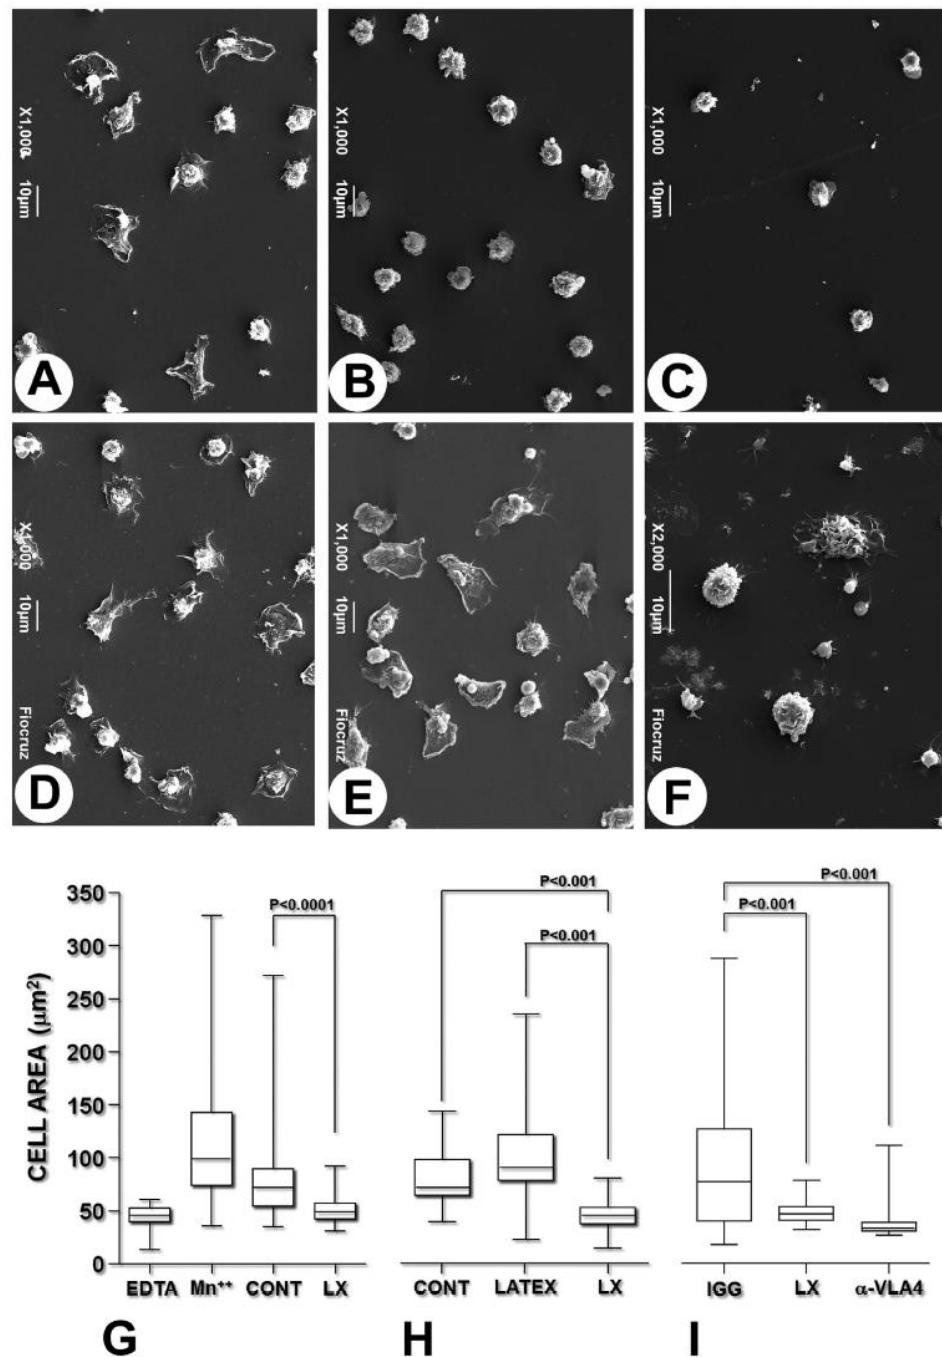 X1,000
10μm
A
X1,000
10μm
B
X1,000
10μm
C
X1,000
10μm
Fiocruz
D
X1,000
10μm
Fiocruz
E
X2,000
10μm
Fiocruz
F
CELL AREA (μm²)
350
300
250
200
150
100
50
0
P<0.0001
EDTA Mn⁺⁺ CONT LX
G
P<0.001
P<0.001
CONT LATEX LX
H
P<0.001
P<0.001
IGG LX α-VLA4
I